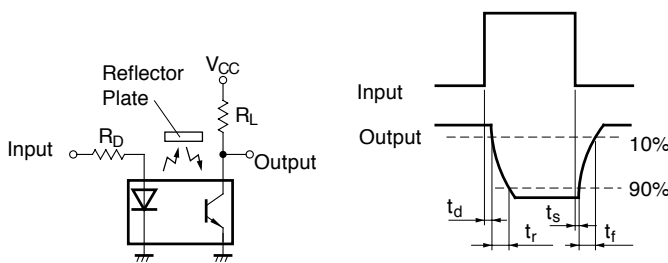 Reflector
Plate
VCC
RL
RD
Input
Output
Input
Output
10%
90%
td
ts
tr
tf